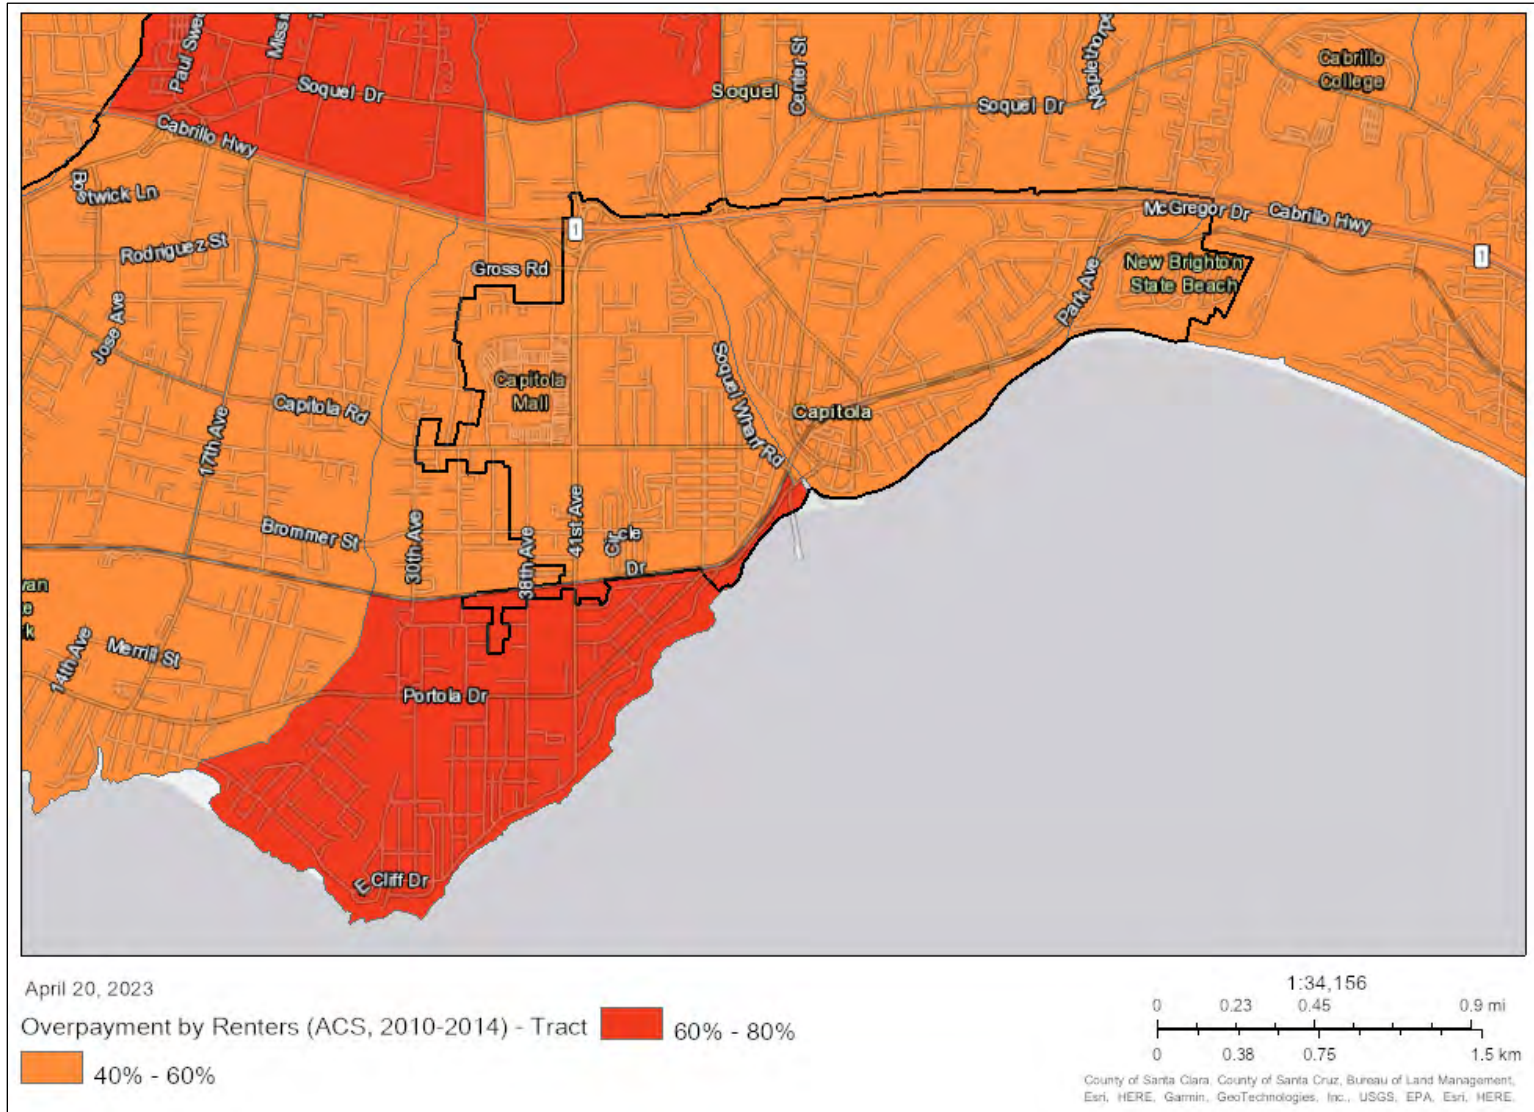 Paul Swe
Missi
Soquel Dr
Soquel
Center St
Soquel Dr
Cabrillo
College
Cabrillo Hwy
Bo
stwick Ln
Rodriguez St
1
McGregor Dr
Cabrillo Hwy
1
Gross Rd
New Brighton
State Beach
Park Ave
Jose Ave
Capitola
Mall
Soquel Wharf Rd
Capitola
Capitola Rd
17th Ave
Brommer St
30th Ave
38th Ave
41st Ave
Circle
Dr
14th Ave
Merrill St
Portola Dr
E Cliff Dr
April 20, 2023
Overpayment by Renters (ACS, 2010-2014) - Tract
60% - 80%
40% - 60%
1:34,156
0 0.23 0.45 0.9 mi
0 0.38 0.75 1.5 km
County of Santa Clara, County of Santa Cruz, Bureau of Land Management,
Esri, HERE, Garmin, GeoTechnologies, Inc., USGS, EPA, Esri, HERE,